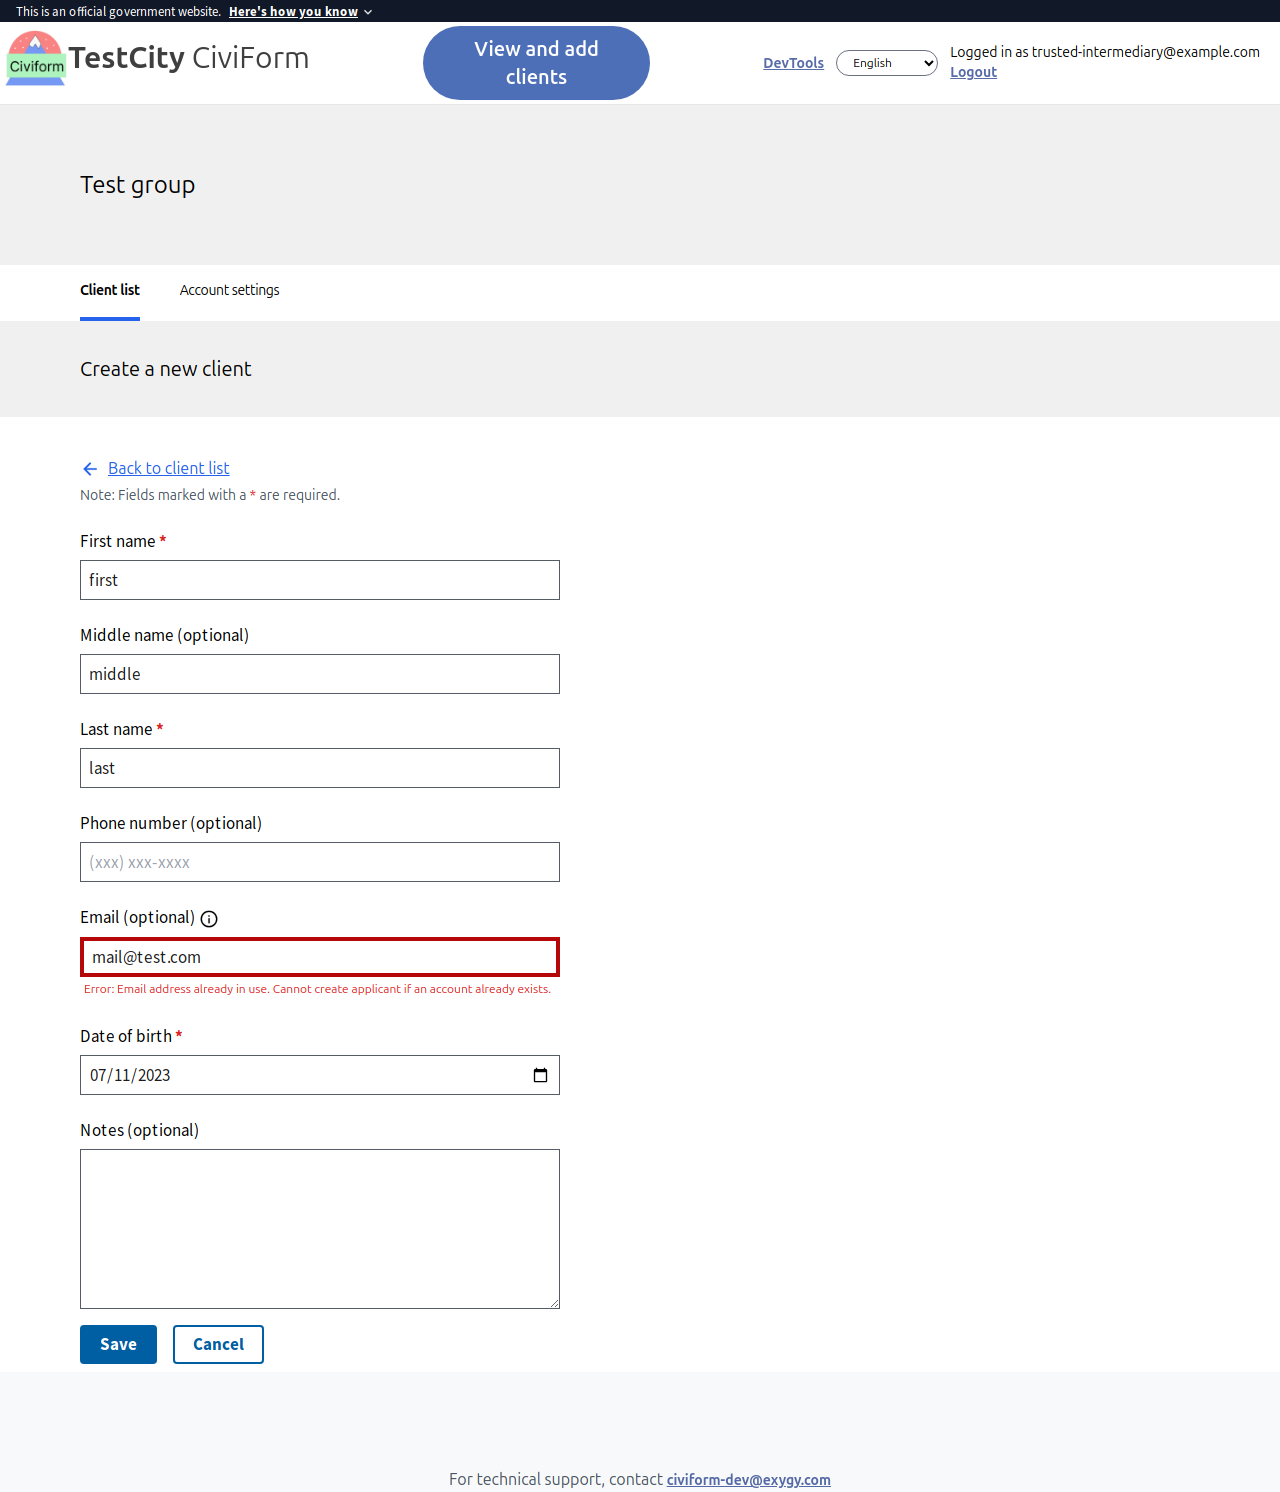 This is an official government website. Here's how you know
Civiform
TestCity CiviForm
View and add
clients
DevTools
English
Logged in as trusted-intermediary@example.com
Logout
Test group
Client list
Account settings
Create a new client
Back to client list
Note: Fields marked with a * are required.
First name *
first
Middle name (optional)
middle
Last name *
last
Phone number (optional)
(xxx) xxx-xxxx
Email (optional)
mail@test.com
Error: Email address already in use. Cannot create applicant if an account already exists.
Date of birth *
07/11/2023
Notes (optional)
Save
Cancel
For technical support, contact civiform-dev@exygy.com